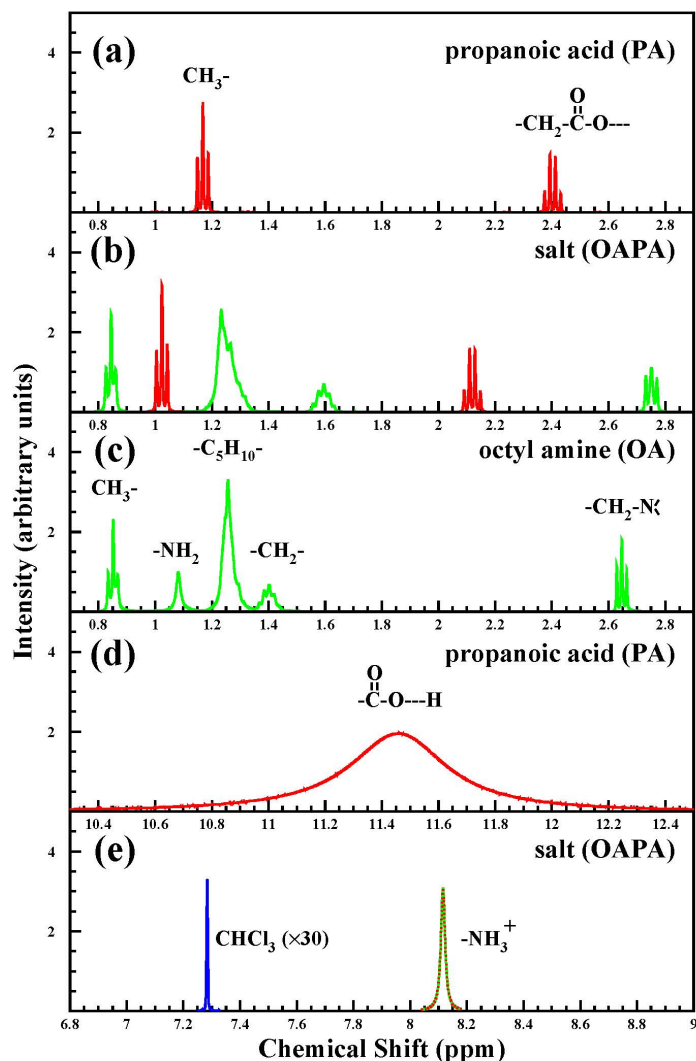 (a)
propanoic acid (PA)
CH3-
O
-CH2-C-O---
4
2
0.8 1 1.2 1.4 1.6 1.8 2 2.2 2.4 2.6 2.8
(b)
salt (OAPA)
4
2
0.8 1 1.2 1.4 1.6 1.8 2 2.2 2.4 2.6 2.8
(c)
octyl amine (OA)
-C5H10-
CH3-
-NH2
-CH2-
-CH2-N
4
2
0.8 1 1.2 1.4 1.6 1.8 2 2.2 2.4 2.6 2.8
(d)
propanoic acid (PA)
O
-C-O---H
4
2
10.4 10.6 10.8 11 11.2 11.4 11.6 11.8 12 12.2 12.4
(e)
salt (OAPA)
CHCl3 (×30)
-NH3+
4
2
6.8 7 7.2 7.4 7.6 7.8 8 8.2 8.4 8.6 8.8 9
Intensity (arbitrary units)
Chemical Shift (ppm)